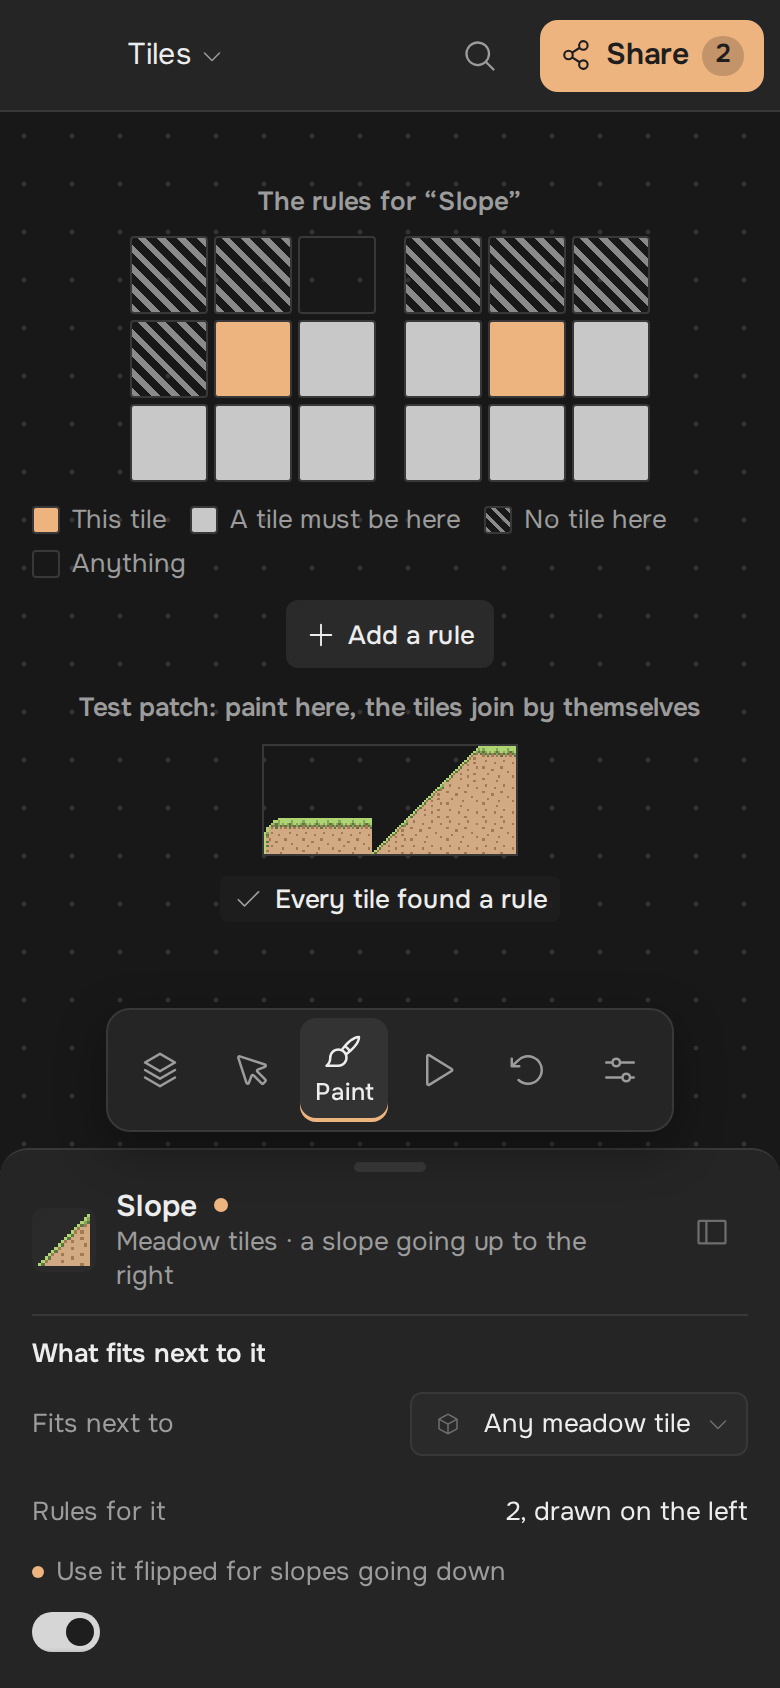 Tiles
Share 2
The rules for “Slope”
This tile A tile must be here No tile here
Anything
Add a rule
Test patch: paint here, the tiles join by themselves
Every tile found a rule
Paint
Slope
Meadow tiles · a slope going up to the
right
What fits next to it
Fits next to Any meadow tile
Rules for it 2, drawn on the left
Use it flipped for slopes going down